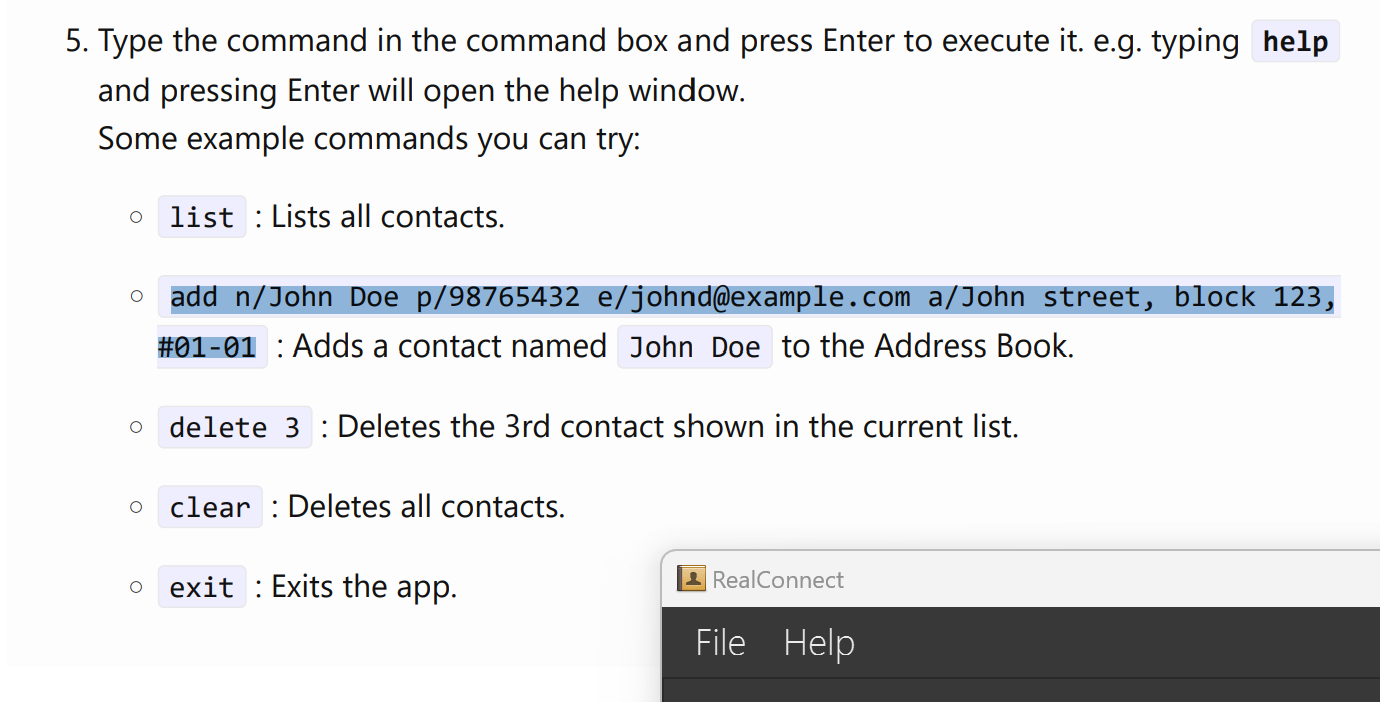 5. Type the command in the command box and press Enter to execute it. e.g. typing help
and pressing Enter will open the help window.
Some example commands you can try:
○ list : Lists all contacts.
○ add n/John Doe p/98765432 e/johnd@example.com a/John street, block 123,
#01-01 : Adds a contact named John Doe to the Address Book.
○ delete 3 : Deletes the 3rd contact shown in the current list.
○ clear : Deletes all contacts.
○ exit : Exits the app.
RealConnect
File Help